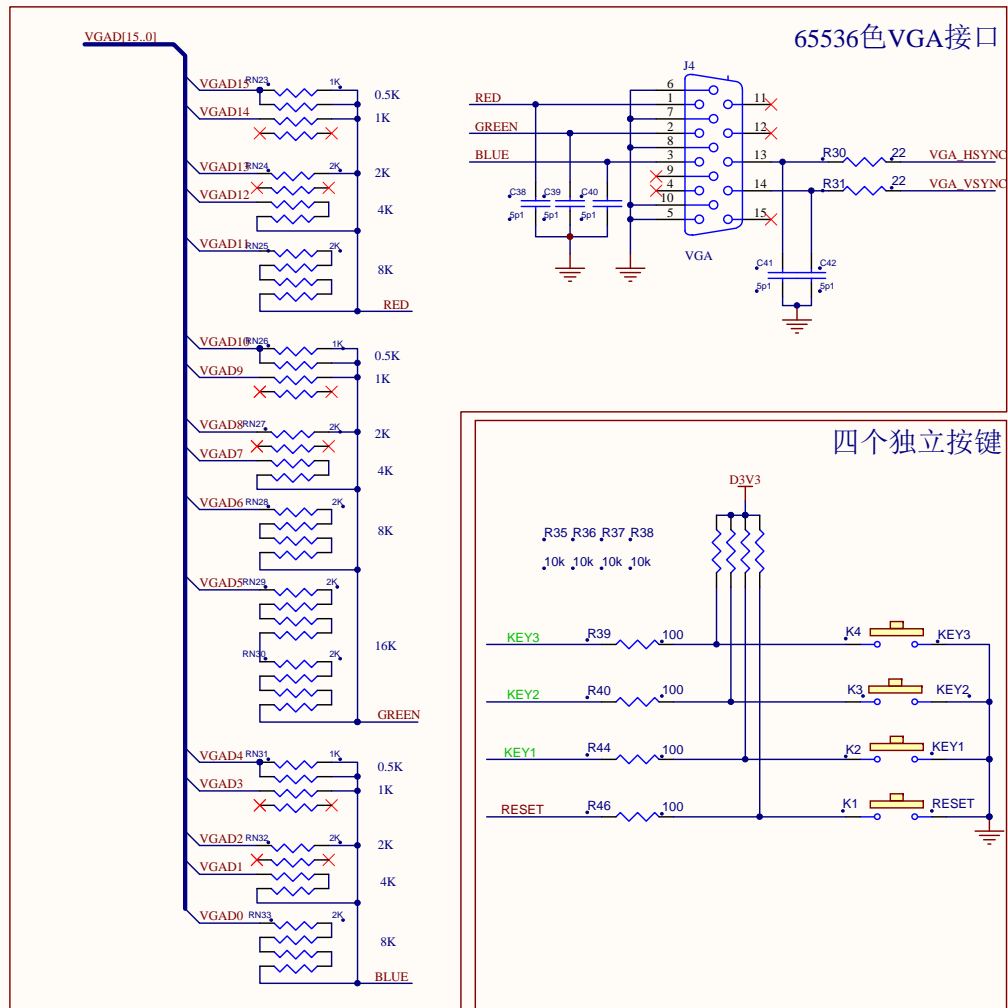 65536色VGA接口
VGAD[15..0]
VGAD15
RN23
1K
0.5K
VGAD14
1K
VGAD13
RN24
2K
2K
VGAD12
4K
VGAD11
RN25
2K
8K
RED
VGAD10
RN26
1K
0.5K
VGAD9
1K
VGAD8
RN27
2K
2K
VGAD7
4K
VGAD6
RN28
2K
8K
VGAD5
RN29
2K
16K
RN30
2K
GREEN
VGAD4
RN31
1K
0.5K
VGAD3
1K
VGAD2
RN32
2K
2K
VGAD1
4K
VGAD0
RN33
2K
8K
BLUE
J4
RED
GREEN
BLUE
6
1
7
2
8
3
9
4
10
5
11
12
13
14
15
VGA
C38
C39
C40
5p1
5p1
5p1
R30
22
VGA_HSYNC
R31
22
VGA_VSYNC
C41
C42
5p1
5p1
四个独立按键
D3V3
R35 R36 R37 R38
10k 10k 10k 10k
KEY3
R39
100
K4
KEY3
KEY2
R40
100
K3
KEY2
KEY1
R44
100
K2
KEY1
RESET
R46
100
K1
RESET